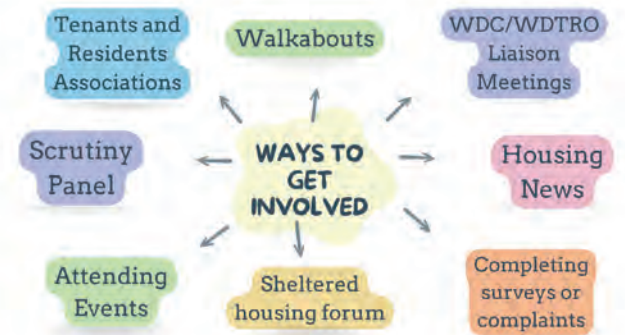 Tenants and
Residents
Associations
Walkabouts
WDC/WDTRO
Liaison
Meetings
Scrutiny
Panel
WAYS TO
GET
INVOLVED
Housing
News
Attending
Events
Sheltered
housing forum
Completing
surveys or
complaints